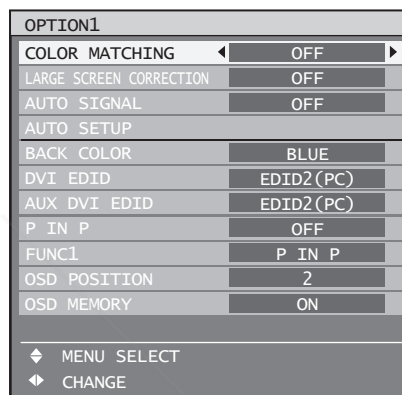 OPTION1
COLOR MATCHING OFF
LARGE SCREEN CORRECTION OFF
AUTO SIGNAL OFF
AUTO SETUP
BACK COLOR BLUE
DVI EDID EDID2(PC)
AUX DVI EDID EDID2(PC)
P IN P OFF
FUNC1 P IN P
OSD POSITION 2
OSD MEMORY ON
MENU SELECT
CHANGE